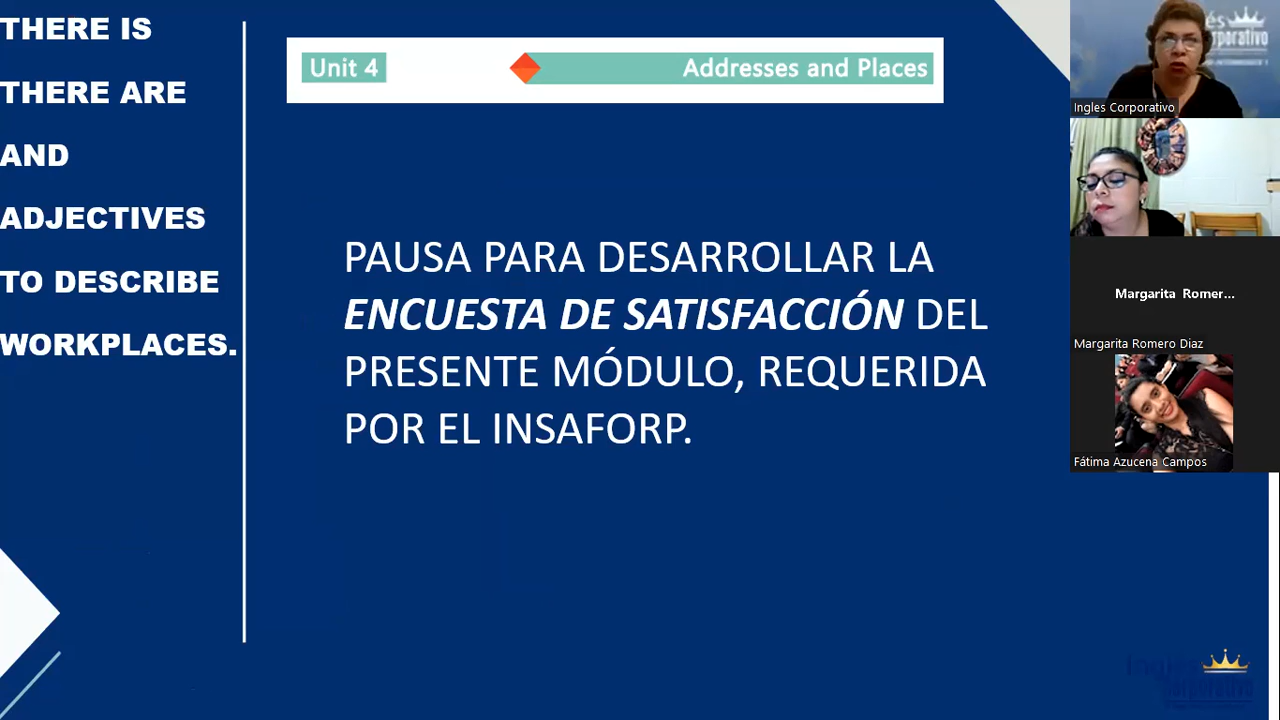 THERE IS
THERE ARE
AND
ADJECTIVES
TO DESCRIBE
WORKPLACES.
Unit 4
Addresses and Places
PAUSA PARA DESARROLLAR LA
ENCUESTA DE SATISFACCIÓN DEL
PRESENTE MÓDULO, REQUERIDA
POR EL INSAFORP.
Ingles Corporativo
Margarita Romer...
Margarita Romero Diaz
Fátima Azucena Campos
Inglés
Corporativo